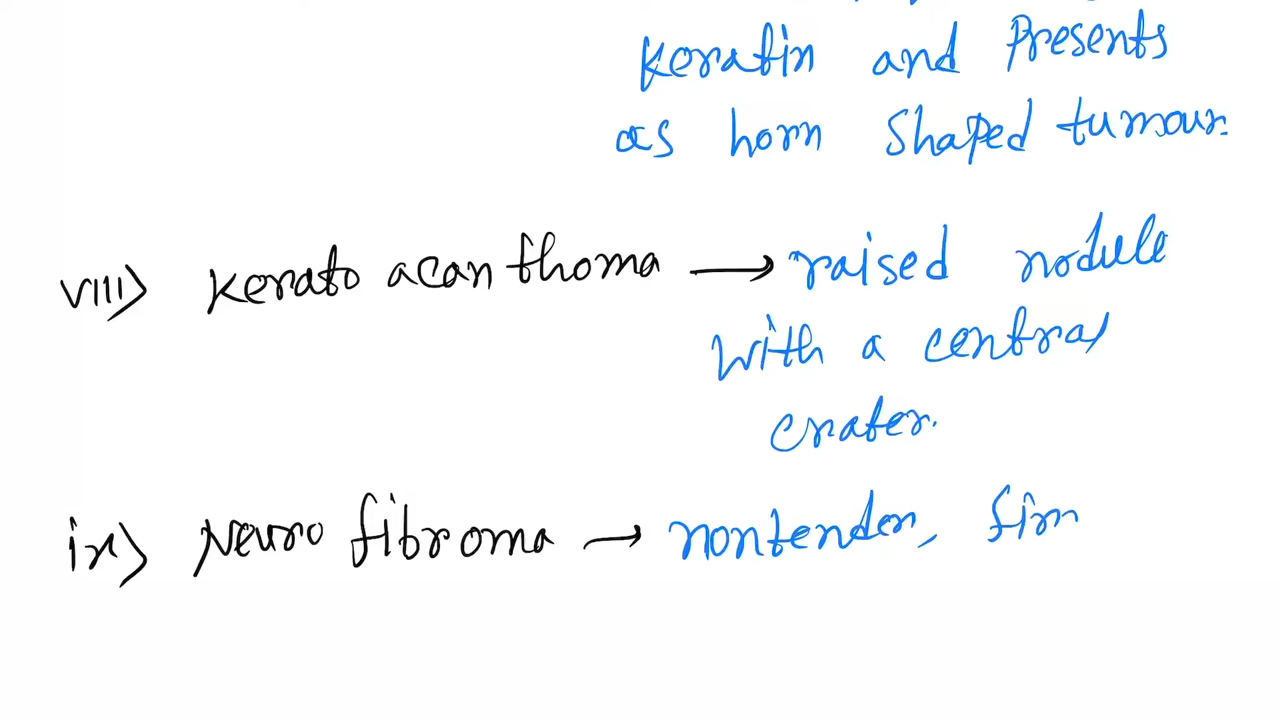 Keratin and Presents
as horn Shaped tumour.
viii) Kerato acanthoma → raised nodule
with a central
crater.
ix) Neuro fibroma → nontender, firm